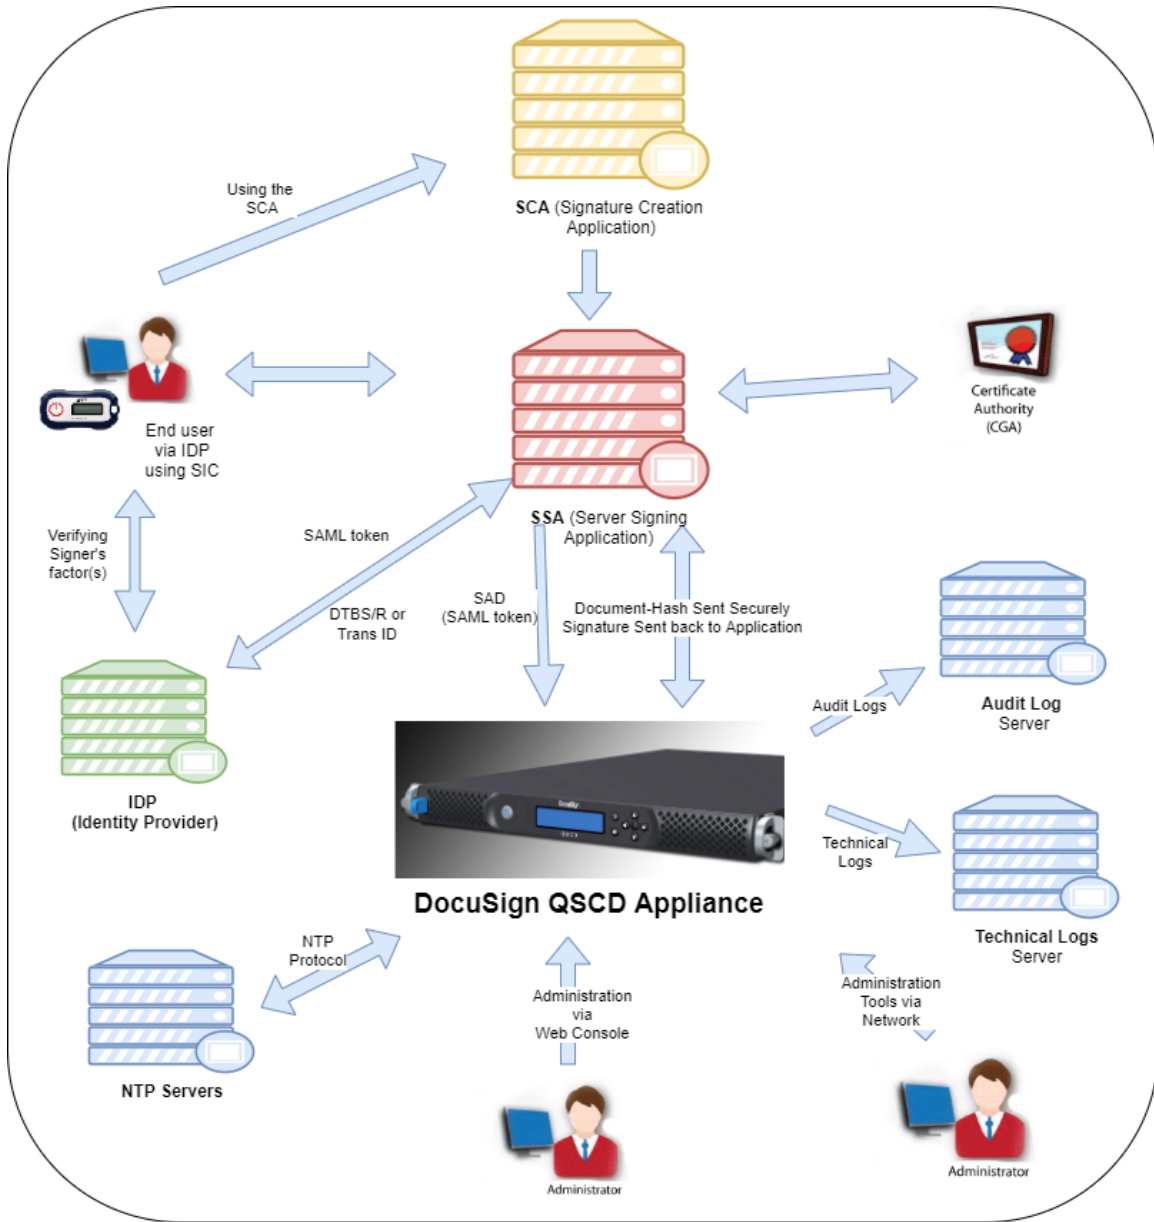 Using the
SCA
SCA (Signature Creation
Application)
End user
via IDP
using SIC
Certificate
Authority
(CGA)
SSA (Server Signing
Application)
Verifying
Signer's
factor(s)
SAML token
DTBS/R or
Trans ID
SAD
(SAML token)
Document-Hash Sent Securely
Signature Sent back to Application
IDP
(Identity Provider)
Audit Logs
Audit Log
Server
Technical
Logs
Technical Logs
Server
DocuSign
QSCD
DocuSign QSCD Appliance
NTP
Protocol
NTP Servers
Administration
via
Web Console
Administration
Tools via
Network
Administrator
Administrator